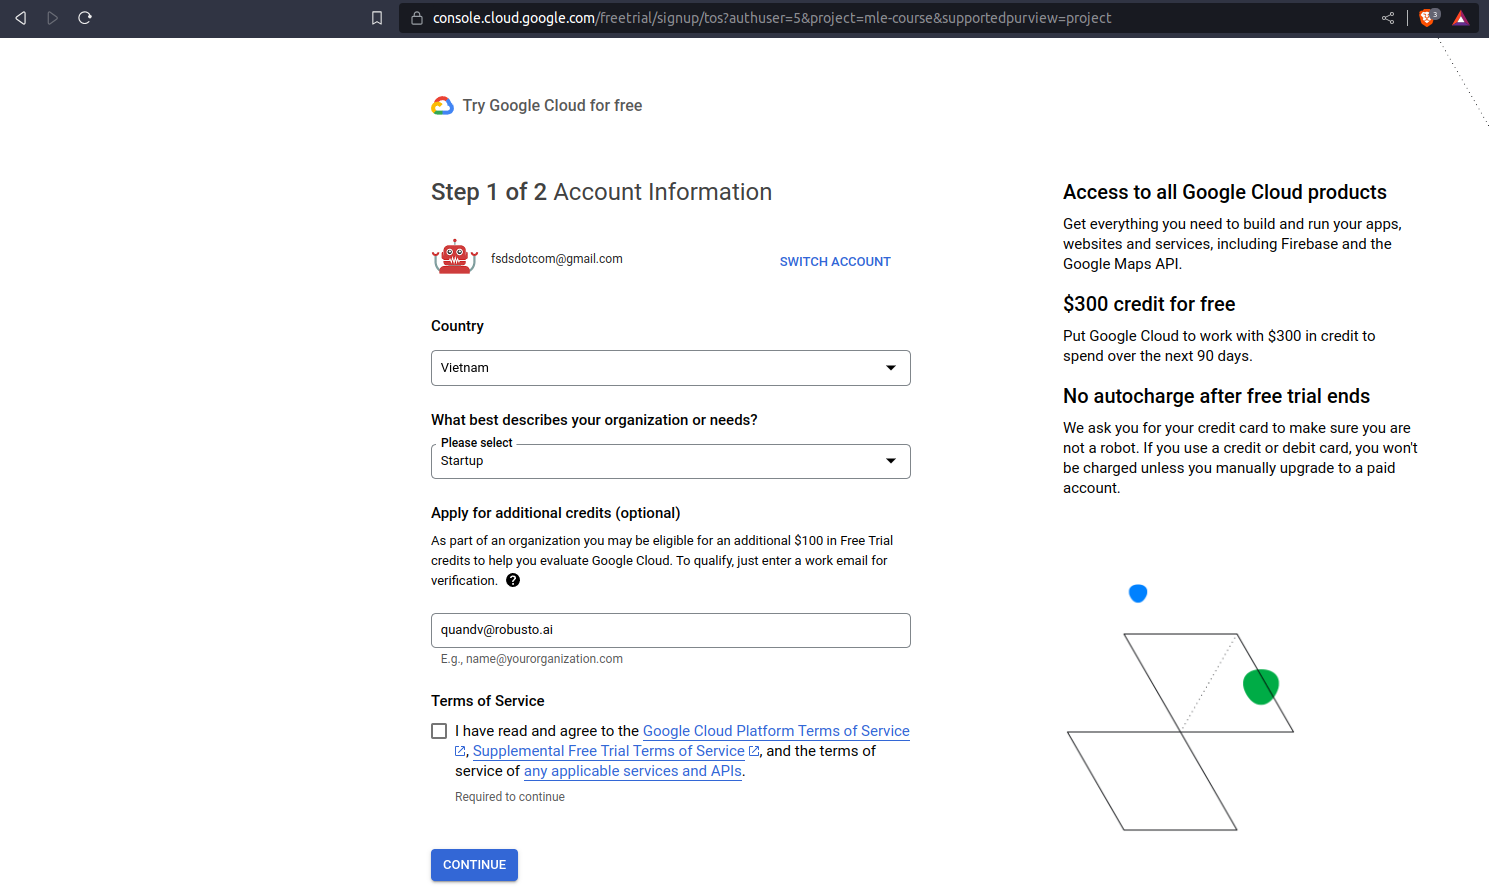 console.cloud.google.com/freetrial/signup/tos?authuser=5&project=mle-course&supportedpurview=project
3
Try Google Cloud for free
Step 1 of 2 Account Information
fsdsdotcom@gmail.com
SWITCH ACCOUNT
Country
Vietnam
What best describes your organization or needs?
Please select
Startup
Apply for additional credits (optional)
As part of an organization you may be eligible for an additional $100 in Free Trial
credits to help you evaluate Google Cloud. To qualify, just enter a work email for
verification. ?
quandv@robusto.ai
E.g., name@yourorganization.com
Terms of Service
I have read and agree to the Google Cloud Platform Terms of Service
, Supplemental Free Trial Terms of Service , and the terms of
service of any applicable services and APIs.
Required to continue
CONTINUE
Access to all Google Cloud products
Get everything you need to build and run your apps,
websites and services, including Firebase and the
Google Maps API.
$300 credit for free
Put Google Cloud to work with $300 in credit to
spend over the next 90 days.
No autocharge after free trial ends
We ask you for your credit card to make sure you are
not a robot. If you use a credit or debit card, you won't
be charged unless you manually upgrade to a paid
account.